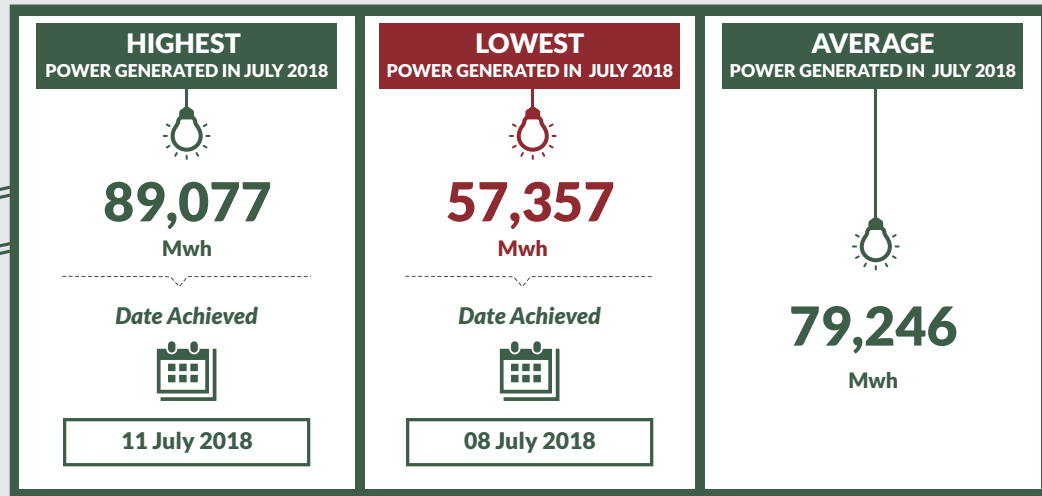 HIGHEST
POWER GENERATED IN JULY 2018
89,077
Mwh
Date Achieved
11 July 2018
LOWEST
POWER GENERATED IN JULY 2018
57,357
Mwh
Date Achieved
08 July 2018
AVERAGE
POWER GENERATED IN JULY 2018
79,246
Mwh